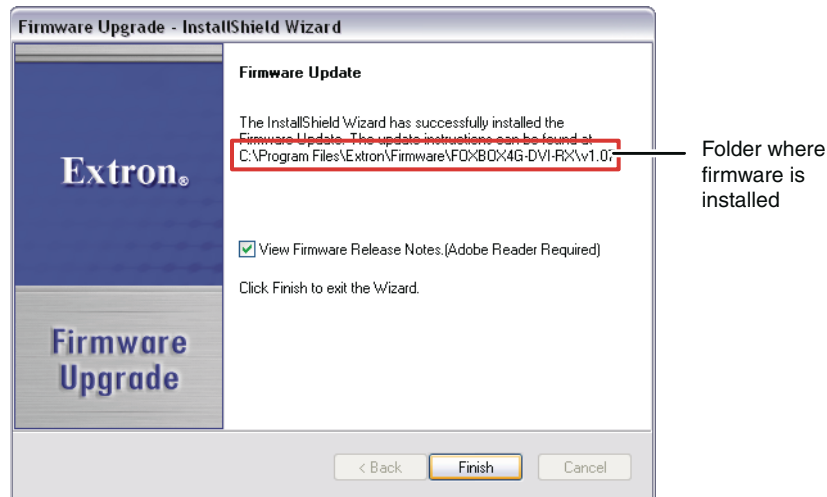 Firmware Upgrade - InstallShield Wizard
Firmware Update
The InstallShield Wizard has successfully installed the
Firmware Update. The update instructions can be found at
C:\Program Files\Extron\Firmware\FOXBOX4G-DVI-RX\v1.07
Extron®
View Firmware Release Notes.(Adobe Reader Required)
Click Finish to exit the Wizard.
Firmware
Upgrade
< Back
Finish
Cancel
Folder where
firmware is
installed